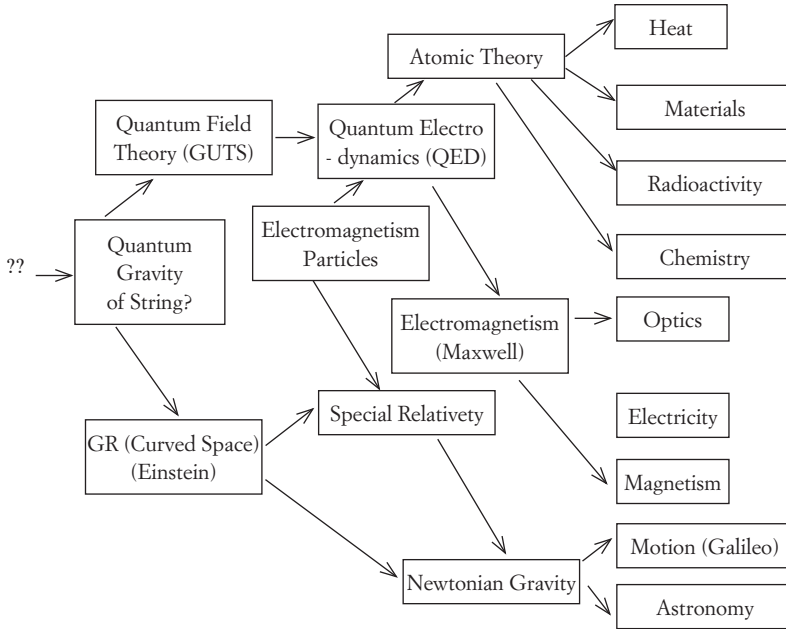 Heat
Atomic Theory
Materials
Quantum Field
Theory (GUTS)
Quantum Electro
- dynamics (QED)
Radioactivity
Chemistry
??
Quantum
Gravity
of String?
Electromagnetism
Particles
Electromagnetism
(Maxwell)
Optics
Electricity
Special Relativety
GR (Curved Space)
(Einstein)
Magnetism
Motion (Galileo)
Newtonian Gravity
Astronomy